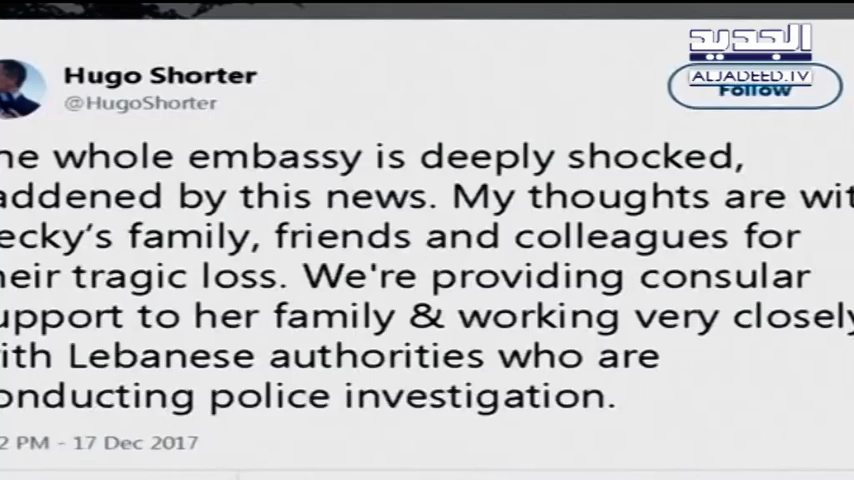 الجديد
ALJADEED.TV
Hugo Shorter
@HugoShorter
Follow
he whole embassy is deeply shocked,
addened by this news. My thoughts are wit
ecky's family, friends and colleagues for
heir tragic loss. We're providing consular
upport to her family & working very closely
ith Lebanese authorities who are
onducting police investigation.
2 PM - 17 Dec 2017